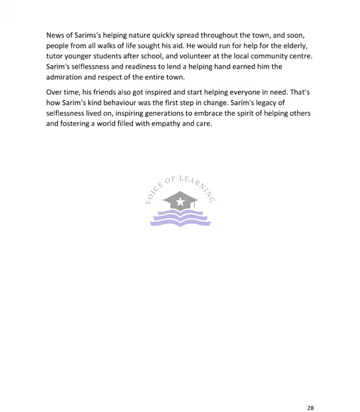 News of Sarims's helping nature quickly spread throughout the town, and soon,
people from all walks of life sought his aid. He would run for help for the elderly,
tutor younger students after school, and volunteer at the local community centre.
Sarim's selflessness and readiness to lend a helping hand earned him the
admiration and respect of the entire town.
Over time, his friends also got inspired and start helping everyone in need. That's
how Sarim's kind behaviour was the first step in change. Sarim's legacy of
selflessness lived on, inspiring generations to embrace the spirit of helping others
and fostering a world filled with empathy and care.
VOICE OF LEARNING
28